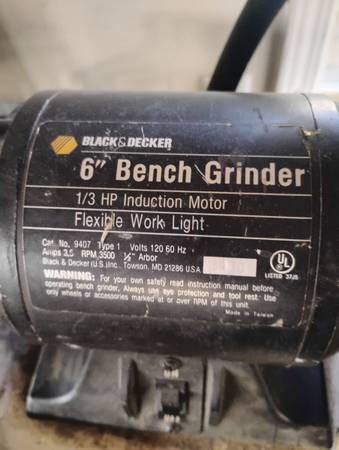 BLACK&DECKER
6" Bench Grinder
1/3 HP Induction Motor
Flexible Work Light
Cat. No. 9407 Type 1 Volts 120 60 Hz
Amps 3.5 RPM 3500 ½" Arbor
Black & Decker (U.S.) Inc., Towson, MD 21286 USA
UL
LISTED 37J5
WARNING: For your own safety read instruction manual before
operating bench grinder. Always use eye protection and tool rest. Use
only wheels or accessories marked at or over RPM of this unit.
Made in Taiwan